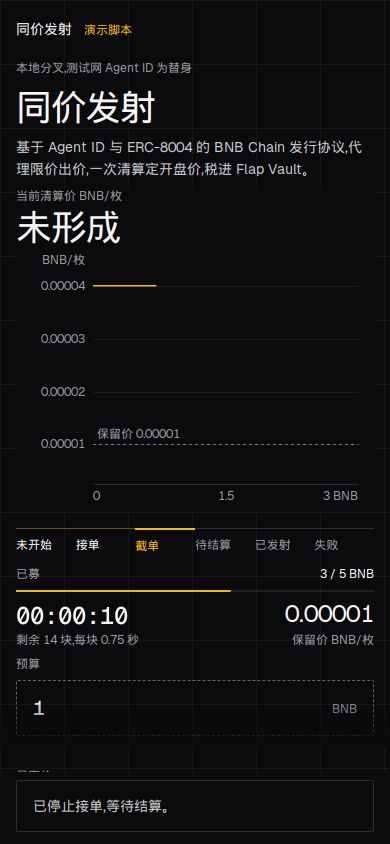 同价发射 演示脚本
本地分叉,测试网 Agent ID 为替身
同价发射
基于 Agent ID 与 ERC-8004 的 BNB Chain 发行协议,代
理限价出价,一次清算定开盘价,税进 Flap Vault。
当前清算价 BNB/枚
未形成
BNB/枚
0.00004
0.00003
0.00002
保留价 0.00001
0.00001
0 1.5 3 BNB
未开始 接单 截单 待结算 已发射 失败
已募 3 / 5 BNB
00:00:10 0.00001
剩余 14 块,每块 0.75 秒 保留价 BNB/枚
预算
1 BNB
已停止接单,等待结算。